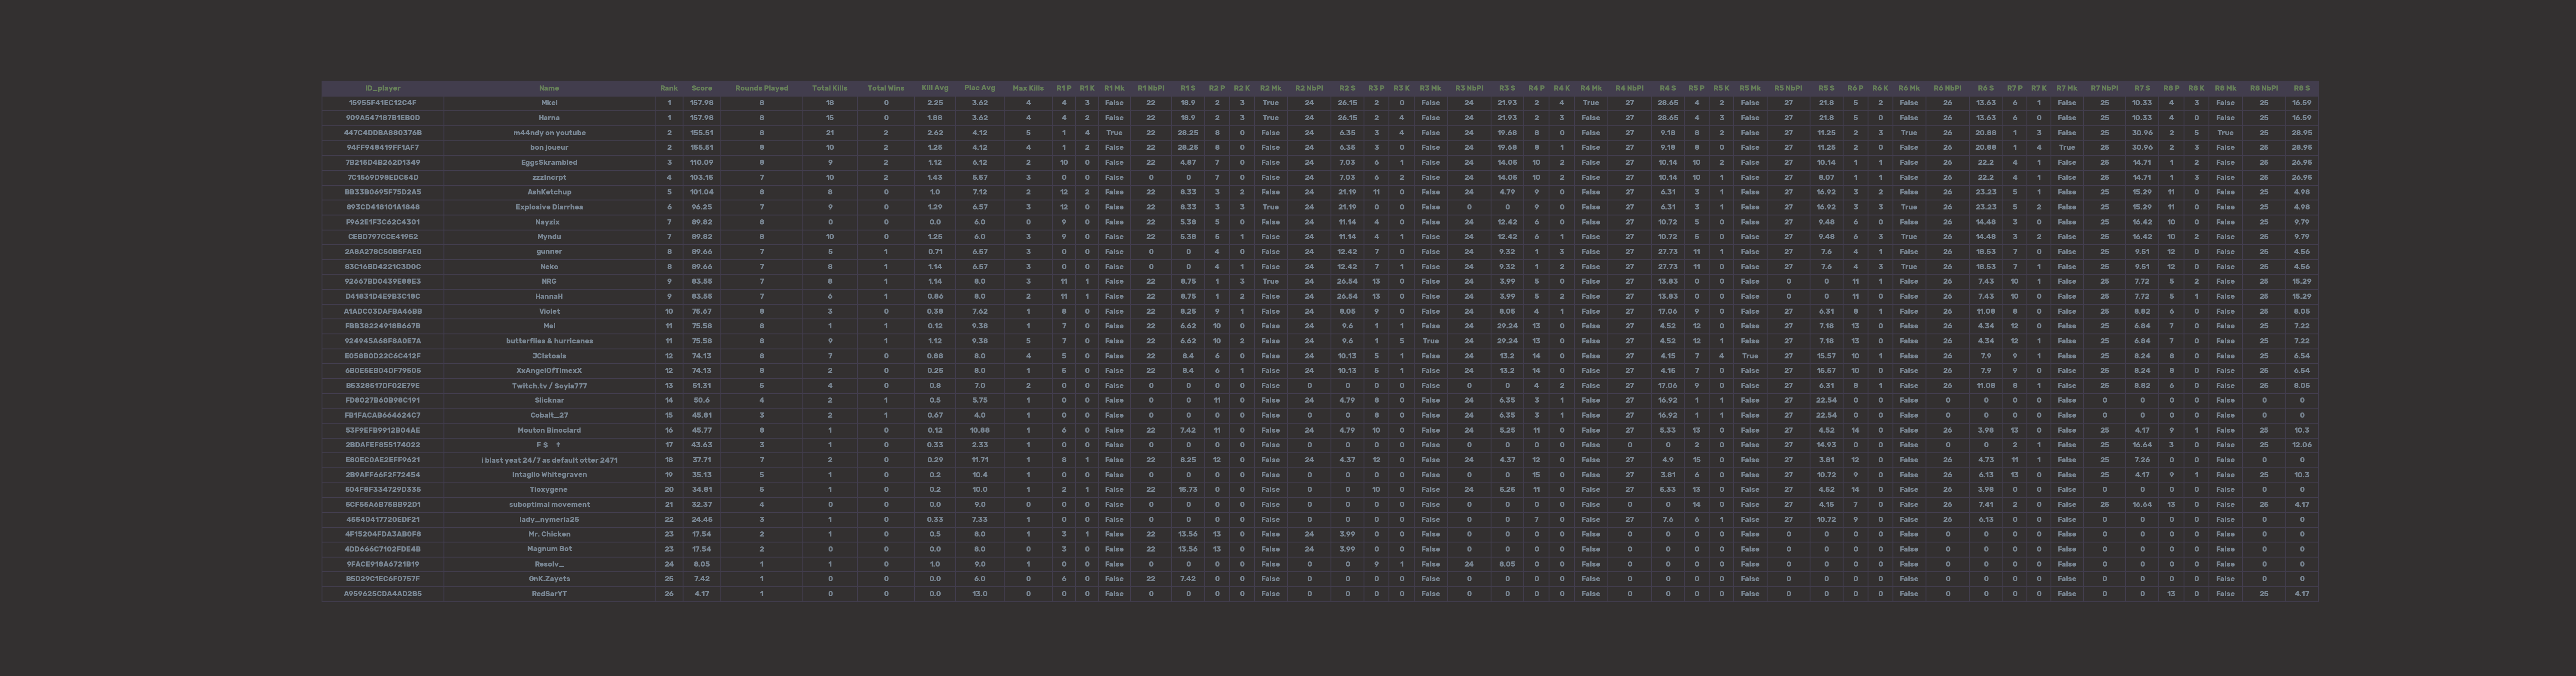 ID_player Name Rank Score Rounds Played Total Kills Total Wins Kill Avg Plac Avg Max Kills R1 P R1 K R1 Mk R1 NbPl R1 S R2 P R2 K R2 Mk R2 NbPl R2 S R3 P R3 K R3 Mk R3 NbPl R3 S R4 P R4 K R4 Mk R4 NbPl R4 S R5 P R5 K R5 Mk R5 NbPl R5 S R6 P R6 K R6 Mk R6 NbPl R6 S R7 P R7 K R7 Mk R7 NbPl R7 S R8 P R8 K R8 Mk R8 NbPl R8 S
15955F41EC12C4F Mkel 1 157.98 8 18 0 2.25 3.62 4 4 3 False 22 18.9 2 3 True 24 26.15 2 0 False 24 21.93 2 4 True 27 28.65 4 2 False 27 21.8 5 2 False 26 13.63 6 1 False 25 10.33 4 3 False 25 16.59
909A547187B1EB0D Harna 1 157.98 8 15 0 1.88 3.62 4 4 2 False 22 18.9 2 3 True 24 26.15 2 4 False 24 21.93 2 3 False 27 28.65 4 3 False 27 21.8 5 0 False 26 13.63 6 0 False 25 10.33 4 0 False 25 16.59
447C4DDBA880376B m44ndy on youtube 2 155.51 8 21 2 2.62 4.12 5 1 4 True 22 28.25 8 0 False 24 6.35 3 4 False 24 19.68 8 0 False 27 9.18 8 2 False 27 11.25 2 3 True 26 20.88 1 3 False 25 30.96 2 5 True 25 28.95
94FF948419FF1AF7 bon joueur 2 155.51 8 10 2 1.25 4.12 4 1 2 False 22 28.25 8 0 False 24 6.35 3 0 False 24 19.68 8 1 False 27 9.18 8 0 False 27 11.25 2 0 False 26 20.88 1 4 True 25 30.96 2 3 False 25 28.95
7B215D4B262D1349 EggsSkrambled 3 110.09 8 9 2 1.12 6.12 2 10 0 False 22 4.87 7 0 False 24 7.03 6 1 False 24 14.05 10 2 False 27 10.14 10 2 False 27 10.14 1 1 False 26 22.2 4 1 False 25 14.71 1 2 False 25 26.95
7C1569D98EDC54D zzzincrpt 4 103.15 7 10 2 1.43 5.57 3 0 0 False 0 0 7 0 False 24 7.03 6 2 False 24 14.05 10 2 False 27 10.14 10 1 False 27 8.07 1 1 False 26 22.2 4 1 False 25 14.71 1 3 False 25 26.95
BB33B0695F75D2A5 AshKetchup 5 101.04 8 8 0 1.0 7.12 2 12 2 False 22 8.33 3 2 False 24 21.19 11 0 False 24 4.79 9 0 False 27 6.31 3 1 False 27 16.92 3 2 False 26 23.23 5 1 False 25 15.29 11 0 False 25 4.98
893CD418101A1848 Explosive Diarrhea 6 96.25 7 9 0 1.29 6.57 3 12 0 False 22 8.33 3 3 True 24 21.19 0 0 False 0 0 9 0 False 27 6.31 3 1 False 27 16.92 3 3 True 26 23.23 5 2 False 25 15.29 11 0 False 25 4.98
F962E1F3C62C4301 Nayzix 7 89.82 8 0 0 0.0 6.0 0 9 0 False 22 5.38 5 0 False 24 11.14 4 0 False 24 12.42 6 0 False 27 10.72 5 0 False 27 9.48 6 0 False 26 14.48 3 0 False 25 16.42 10 0 False 25 9.79
CEBD797CCE41952 Myndu 7 89.82 8 10 0 1.25 6.0 3 9 0 False 22 5.38 5 1 False 24 11.14 4 1 False 24 12.42 6 1 False 27 10.72 5 0 False 27 9.48 6 3 True 26 14.48 3 2 False 25 16.42 10 2 False 25 9.79
2A8A278C50B5FAE0 gunner 8 89.66 7 5 1 0.71 6.57 3 0 0 False 0 0 4 0 False 24 12.42 7 0 False 24 9.32 1 3 False 27 27.73 11 1 False 27 7.6 4 1 False 26 18.53 7 0 False 25 9.51 12 0 False 25 4.56
83C16BD4221C3D0C Neko 8 89.66 7 8 1 1.14 6.57 3 0 0 False 0 0 4 1 False 24 12.42 7 1 False 24 9.32 1 2 False 27 27.73 11 0 False 27 7.6 4 3 True 26 18.53 7 1 False 25 9.51 12 0 False 25 4.56
92667BD0439E88E3 NRG 9 83.55 7 8 1 1.14 8.0 3 11 1 False 22 8.75 1 3 True 24 26.54 13 0 False 24 3.99 5 0 False 27 13.83 0 0 False 0 0 11 1 False 26 7.43 10 1 False 25 7.72 5 2 False 25 15.29
D41831D4E9B3C18C HannaH 9 83.55 7 6 1 0.86 8.0 2 11 1 False 22 8.75 1 2 False 24 26.54 13 0 False 24 3.99 5 2 False 27 13.83 0 0 False 0 0 11 0 False 26 7.43 10 0 False 25 7.72 5 1 False 25 15.29
A1ADC03DAFBA46BB Violet 10 75.67 8 3 0 0.38 7.62 1 8 0 False 22 8.25 9 1 False 24 8.05 9 0 False 24 8.05 4 1 False 27 17.06 9 0 False 27 6.31 8 1 False 26 11.08 8 0 False 25 8.82 6 0 False 25 8.05
FBB38224918B667B Mel 11 75.58 8 1 1 0.12 9.38 1 7 0 False 22 6.62 10 0 False 24 9.6 1 1 False 24 29.24 13 0 False 27 4.52 12 0 False 27 7.18 13 0 False 26 4.34 12 0 False 25 6.84 7 0 False 25 7.22
924945A68F8A0E7A butterflies & hurricanes 11 75.58 8 9 1 1.12 9.38 5 7 0 False 22 6.62 10 2 False 24 9.6 1 5 True 24 29.24 13 0 False 27 4.52 12 1 False 27 7.18 13 0 False 26 4.34 12 1 False 25 6.84 7 0 False 25 7.22
E058B0D22C6C412F JClstoals 12 74.13 8 7 0 0.88 8.0 4 5 0 False 22 8.4 6 0 False 24 10.13 5 1 False 24 13.2 14 0 False 27 4.15 7 4 True 27 15.57 10 1 False 26 7.9 9 1 False 25 8.24 8 0 False 25 6.54
6B0E5EB04DF79505 XxAngelOfTimexX 12 74.13 8 2 0 0.25 8.0 1 5 0 False 22 8.4 6 1 False 24 10.13 5 1 False 24 13.2 14 0 False 27 4.15 7 0 False 27 15.57 10 0 False 26 7.9 9 0 False 25 8.24 8 0 False 25 6.54
B5328517DF02E79E Twitch.tv / Soyla777 13 51.31 5 4 0 0.8 7.0 2 0 0 False 0 0 0 0 False 0 0 0 0 False 0 0 4 2 False 27 17.06 9 0 False 27 6.31 8 1 False 26 11.08 8 1 False 25 8.82 6 0 False 25 8.05
FD8027B60B98C191 Slicknar 14 50.6 4 2 1 0.5 5.75 1 0 0 False 0 0 11 0 False 24 4.79 8 0 False 24 6.35 3 1 False 27 16.92 1 1 False 27 22.54 0 0 False 0 0 0 0 False 0 0 0 0 False 0 0
FB1FACAB664624C7 Cobalt_27 15 45.81 3 2 1 0.67 4.0 1 0 0 False 0 0 0 0 False 0 0 8 0 False 24 6.35 3 1 False 27 16.92 1 1 False 27 22.54 0 0 False 0 0 0 0 False 0 0 0 0 False 0 0
53F9EFB9912B04AE Mouton Binoclard 16 45.77 8 1 0 0.12 10.88 1 6 0 False 22 7.42 11 0 False 24 4.79 10 0 False 24 5.25 11 0 False 27 5.33 13 0 False 27 4.52 14 0 False 26 3.98 13 0 False 25 4.17 9 1 False 25 10.3
2BDAFEF855174022 F $ † 17 43.63 3 1 0 0.33 2.33 1 0 0 False 0 0 0 0 False 0 0 0 0 False 0 0 0 0 False 0 0 2 0 False 27 14.93 0 0 False 0 0 2 1 False 25 16.64 3 0 False 25 12.06
E80EC0AE2EFF9621 I blast yeat 24/7 as default otter 2471 18 37.71 7 2 0 0.29 11.71 1 8 1 False 22 8.25 12 0 False 24 4.37 12 0 False 24 4.37 12 0 False 27 4.9 15 0 False 27 3.81 12 0 False 26 4.73 11 1 False 25 7.26 0 0 False 0 0
2B9AFF66F2F72454 Intaglio Whitegraven 19 35.13 5 1 0 0.2 10.4 1 0 0 False 0 0 0 0 False 0 0 0 0 False 0 0 15 0 False 27 3.81 6 0 False 27 10.72 9 0 False 26 6.13 13 0 False 25 4.17 9 1 False 25 10.3
504F8F334729D335 Tioxygene 20 34.81 5 1 0 0.2 10.0 1 2 1 False 22 15.73 0 0 False 0 0 10 0 False 24 5.25 11 0 False 27 5.33 13 0 False 27 4.52 14 0 False 26 3.98 0 0 False 0 0 0 0 False 0 0
5CF55A6B75BB92D1 suboptimal movement 21 32.37 4 0 0 0.0 9.0 0 0 0 False 0 0 0 0 False 0 0 0 0 False 0 0 0 0 False 0 0 14 0 False 27 4.15 7 0 False 26 7.41 2 0 False 25 16.64 13 0 False 25 4.17
45540417720EDF21 lady_nymeria25 22 24.45 3 1 0 0.33 7.33 1 0 0 False 0 0 0 0 False 0 0 0 0 False 0 0 7 0 False 27 7.6 6 1 False 27 10.72 9 0 False 26 6.13 0 0 False 0 0 0 0 False 0 0
4F15204FDA3AB0F8 Mr. Chicken 23 17.54 2 1 0 0.5 8.0 1 3 1 False 22 13.56 13 0 False 24 3.99 0 0 False 0 0 0 0 False 0 0 0 0 False 0 0 0 0 False 0 0 0 0 False 0 0 0 0 False 0 0
4DD666C7102FDE4B Magnum Bot 23 17.54 2 0 0 0.0 8.0 0 3 0 False 22 13.56 13 0 False 24 3.99 0 0 False 0 0 0 0 False 0 0 0 0 False 0 0 0 0 False 0 0 0 0 False 0 0 0 0 False 0 0
9FACE918A6721B19 Resolv_ 24 8.05 1 1 0 1.0 9.0 1 0 0 False 0 0 0 0 False 0 0 9 1 False 24 8.05 0 0 False 0 0 0 0 False 0 0 0 0 False 0 0 0 0 False 0 0 0 0 False 0 0
B5D29C1EC6F0757F GnK.Zayets 25 7.42 1 0 0 0.0 6.0 0 6 0 False 22 7.42 0 0 False 0 0 0 0 False 0 0 0 0 False 0 0 0 0 False 0 0 0 0 False 0 0 0 0 False 0 0 0 0 False 0 0
A959625CDA4AD2B5 RedSarYT 26 4.17 1 0 0 0.0 13.0 0 0 0 False 0 0 0 0 False 0 0 0 0 False 0 0 0 0 False 0 0 0 0 False 0 0 0 0 False 0 0 0 0 False 0 0 13 0 False 25 4.17